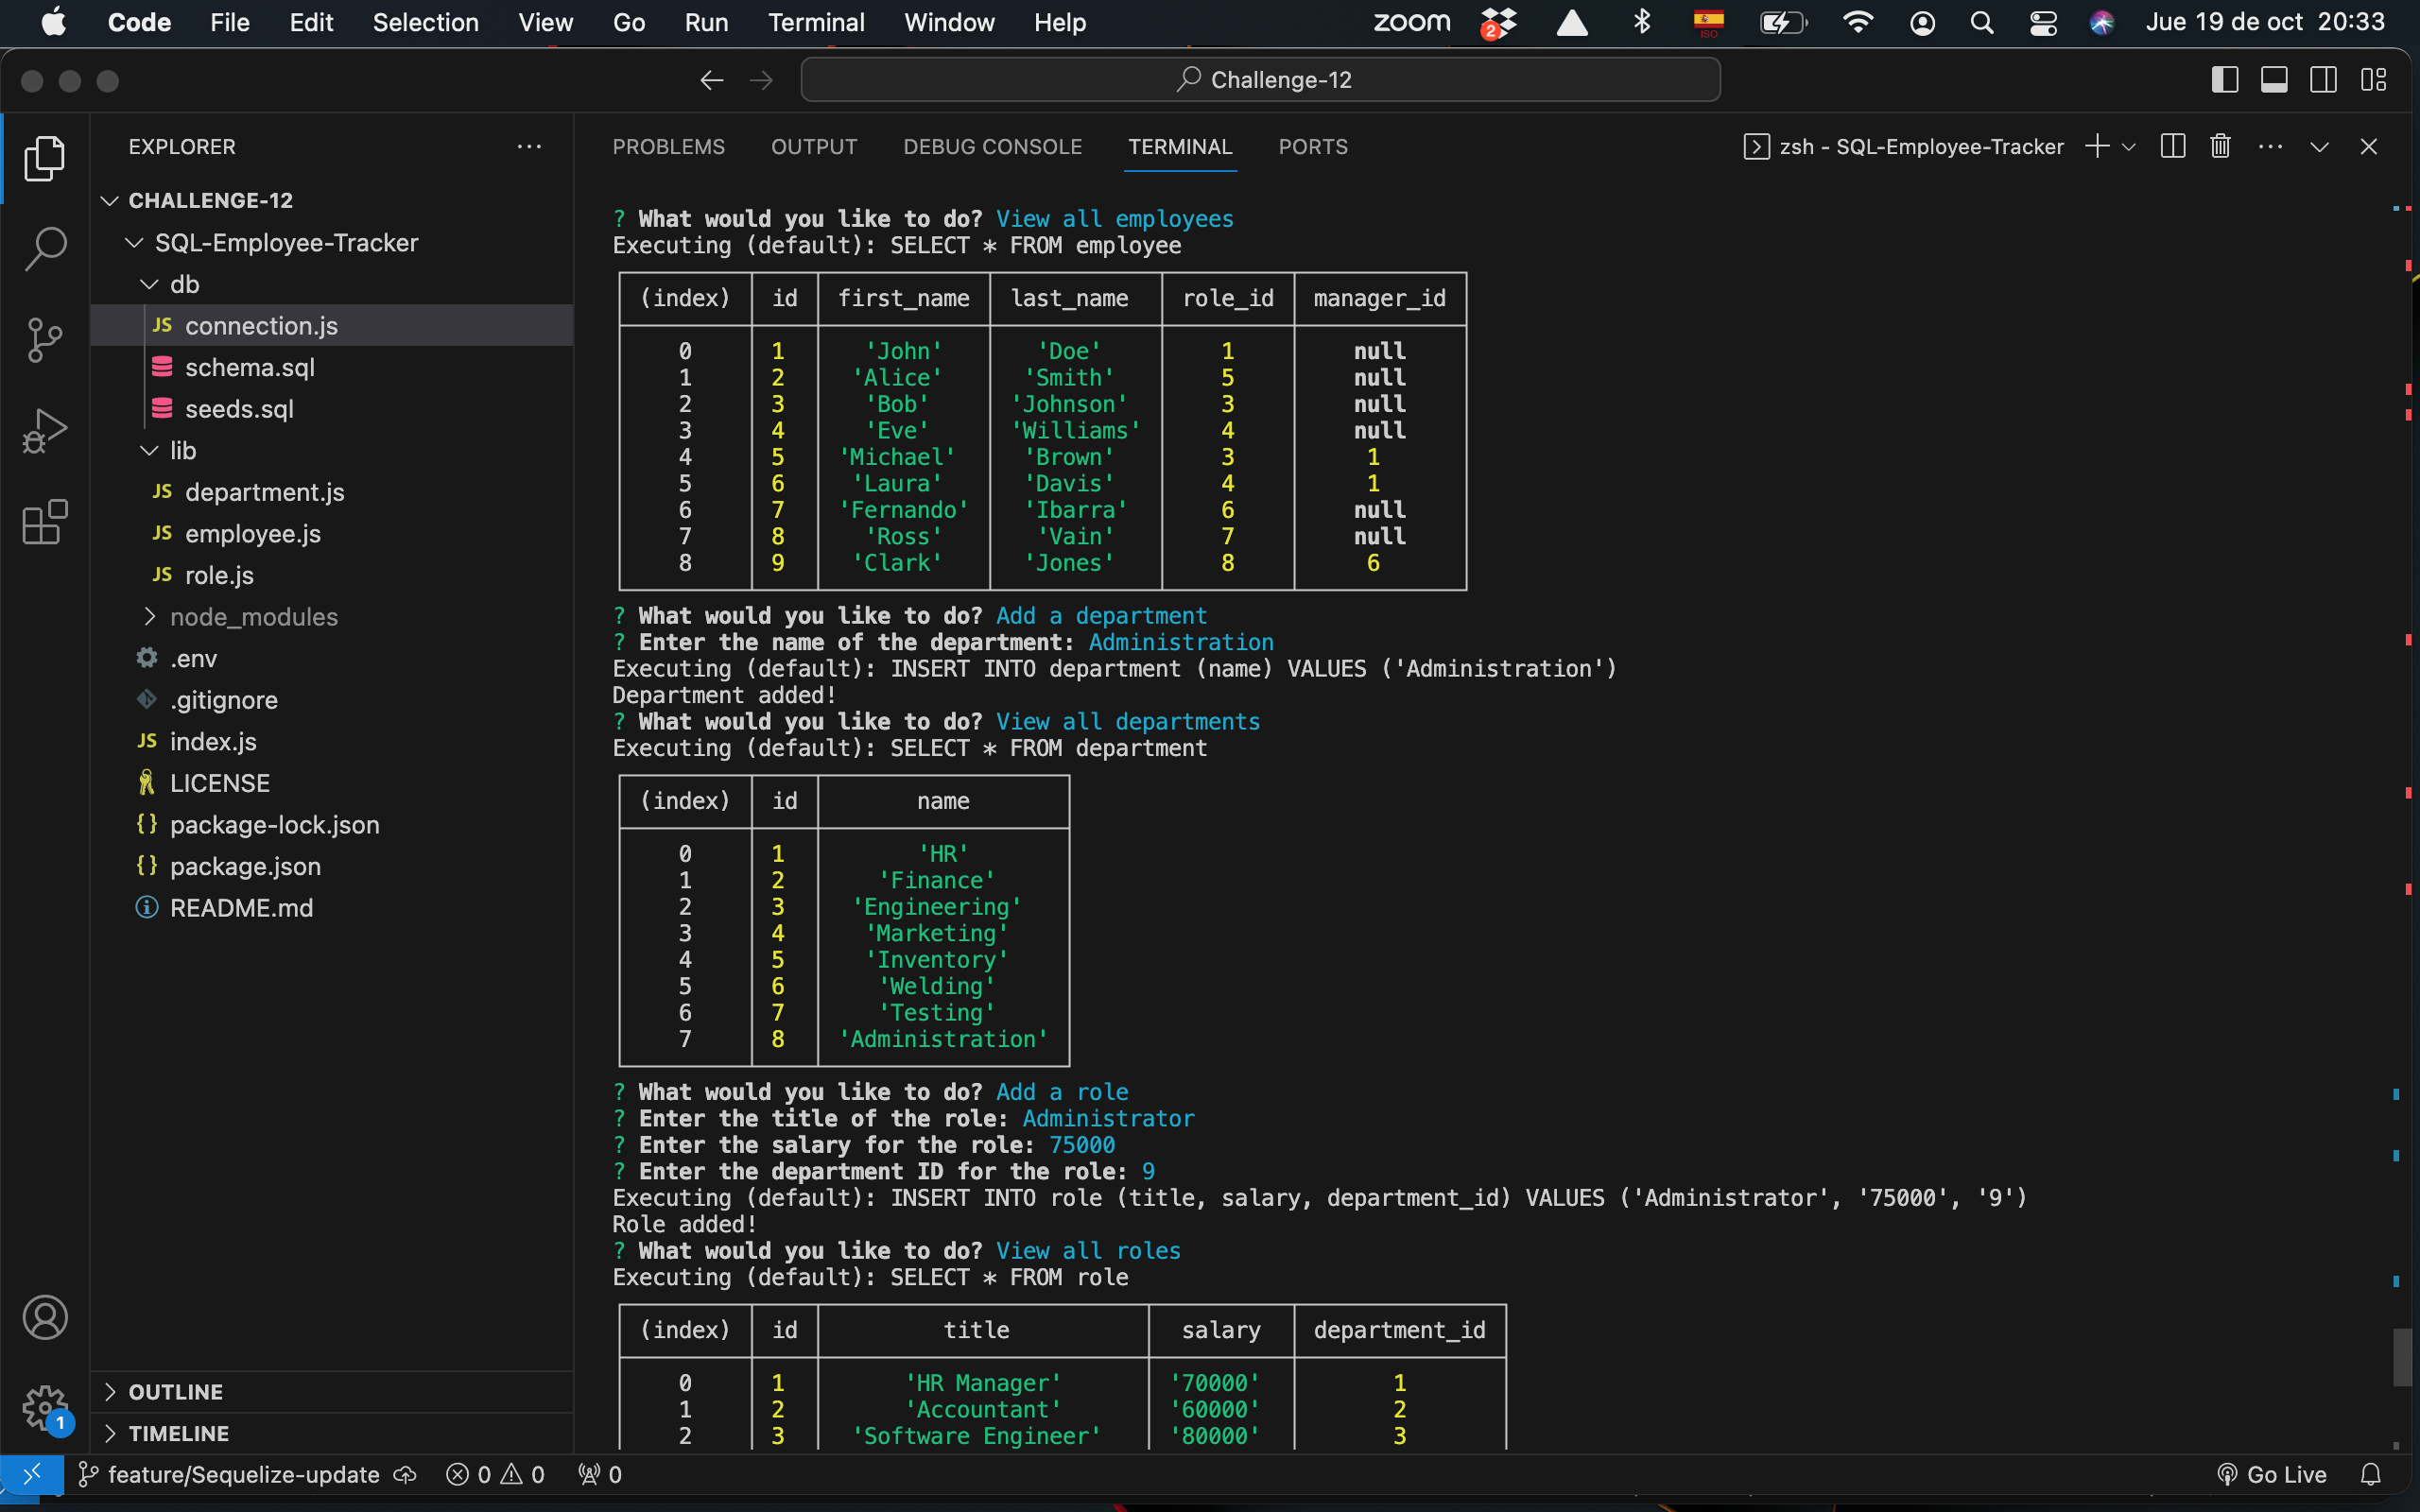 Code File Edit Selection View Go Run Terminal Window Help zoom 2 ISO Jue 19 de oct 20:33
Challenge-12
EXPLORER
CHALLENGE-12
SQL-Employee-Tracker
db
JS connection.js
schema.sql
seeds.sql
lib
JS department.js
JS employee.js
JS role.js
node_modules
.env
.gitignore
JS index.js
LICENSE
{} package-lock.json
{} package.json
README.md
OUTLINE
TIMELINE
1
PROBLEMS OUTPUT DEBUG CONSOLE TERMINAL PORTS zsh - SQL-Employee-Tracker
? What would you like to do? View all employees
Executing (default): SELECT * FROM employee
(index) id first_name last_name role_id manager_id
0 1 'John' 'Doe' 1 null
1 2 'Alice' 'Smith' 5 null
2 3 'Bob' 'Johnson' 3 null
3 4 'Eve' 'Williams' 4 null
4 5 'Michael' 'Brown' 3 1
5 6 'Laura' 'Davis' 4 1
6 7 'Fernando' 'Ibarra' 6 null
7 8 'Ross' 'Vain' 7 null
8 9 'Clark' 'Jones' 8 6
? What would you like to do? Add a department
? Enter the name of the department: Administration
Executing (default): INSERT INTO department (name) VALUES ('Administration')
Department added!
? What would you like to do? View all departments
Executing (default): SELECT * FROM department
(index) id name
0 1 'HR'
1 2 'Finance'
2 3 'Engineering'
3 4 'Marketing'
4 5 'Inventory'
5 6 'Welding'
6 7 'Testing'
7 8 'Administration'
? What would you like to do? Add a role
? Enter the title of the role: Administrator
? Enter the salary for the role: 75000
? Enter the department ID for the role: 9
Executing (default): INSERT INTO role (title, salary, department_id) VALUES ('Administrator', '75000', '9')
Role added!
? What would you like to do? View all roles
Executing (default): SELECT * FROM role
(index) id title salary department_id
0 1 'HR Manager' '70000' 1
1 2 'Accountant' '60000' 2
2 3 'Software Engineer' '80000' 3
feature/Sequelize-update 0 0 0 Go Live